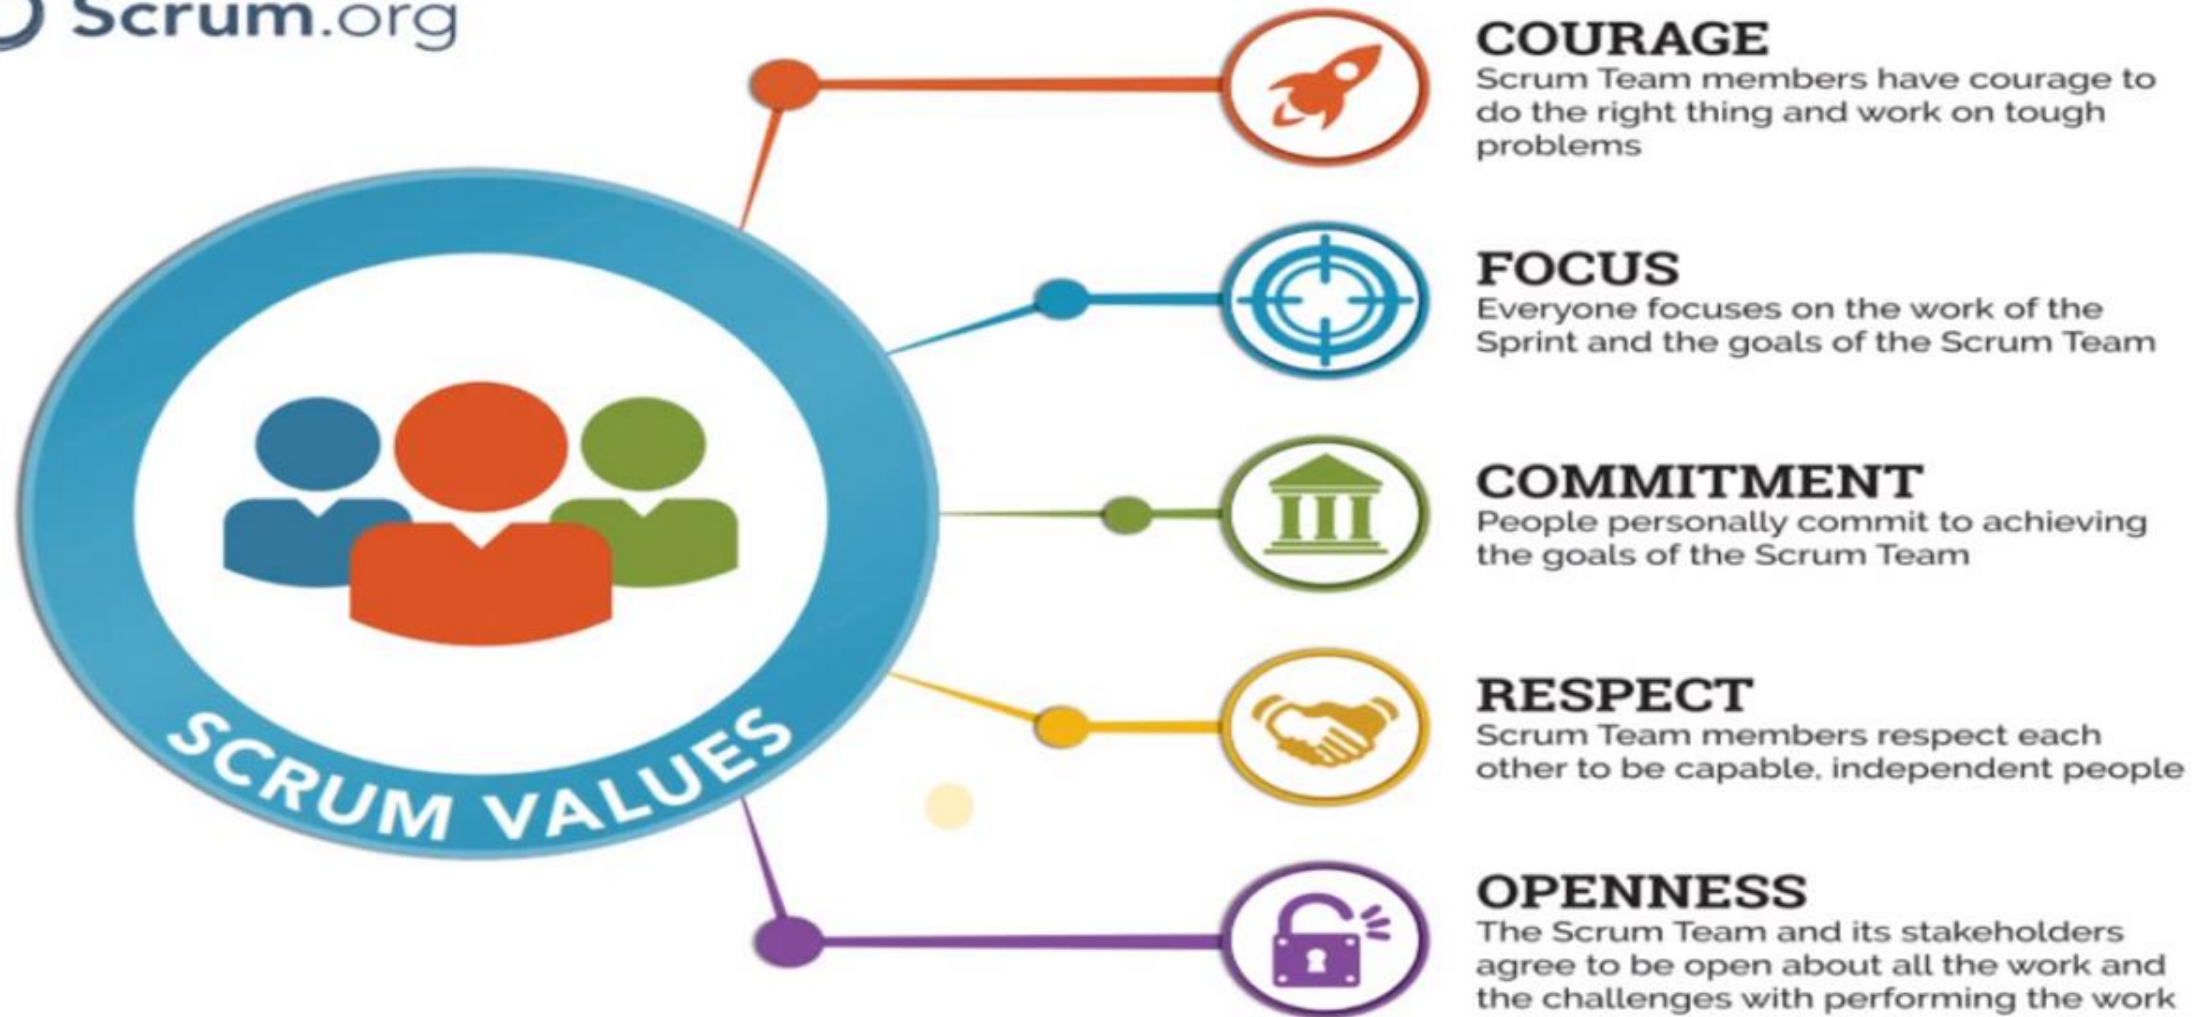 Scrum.org
COURAGE
Scrum Team members have courage to
do the right thing and work on tough
problems
FOCUS
Everyone focuses on the work of the
Sprint and the goals of the Scrum Team
COMMITMENT
People personally commit to achieving
the goals of the Scrum Team
RESPECT
Scrum Team members respect each
other to be capable, independent people
OPENNESS
The Scrum Team and its stakeholders
agree to be open about all the work and
the challenges with performing the work
SCRUM VALUES